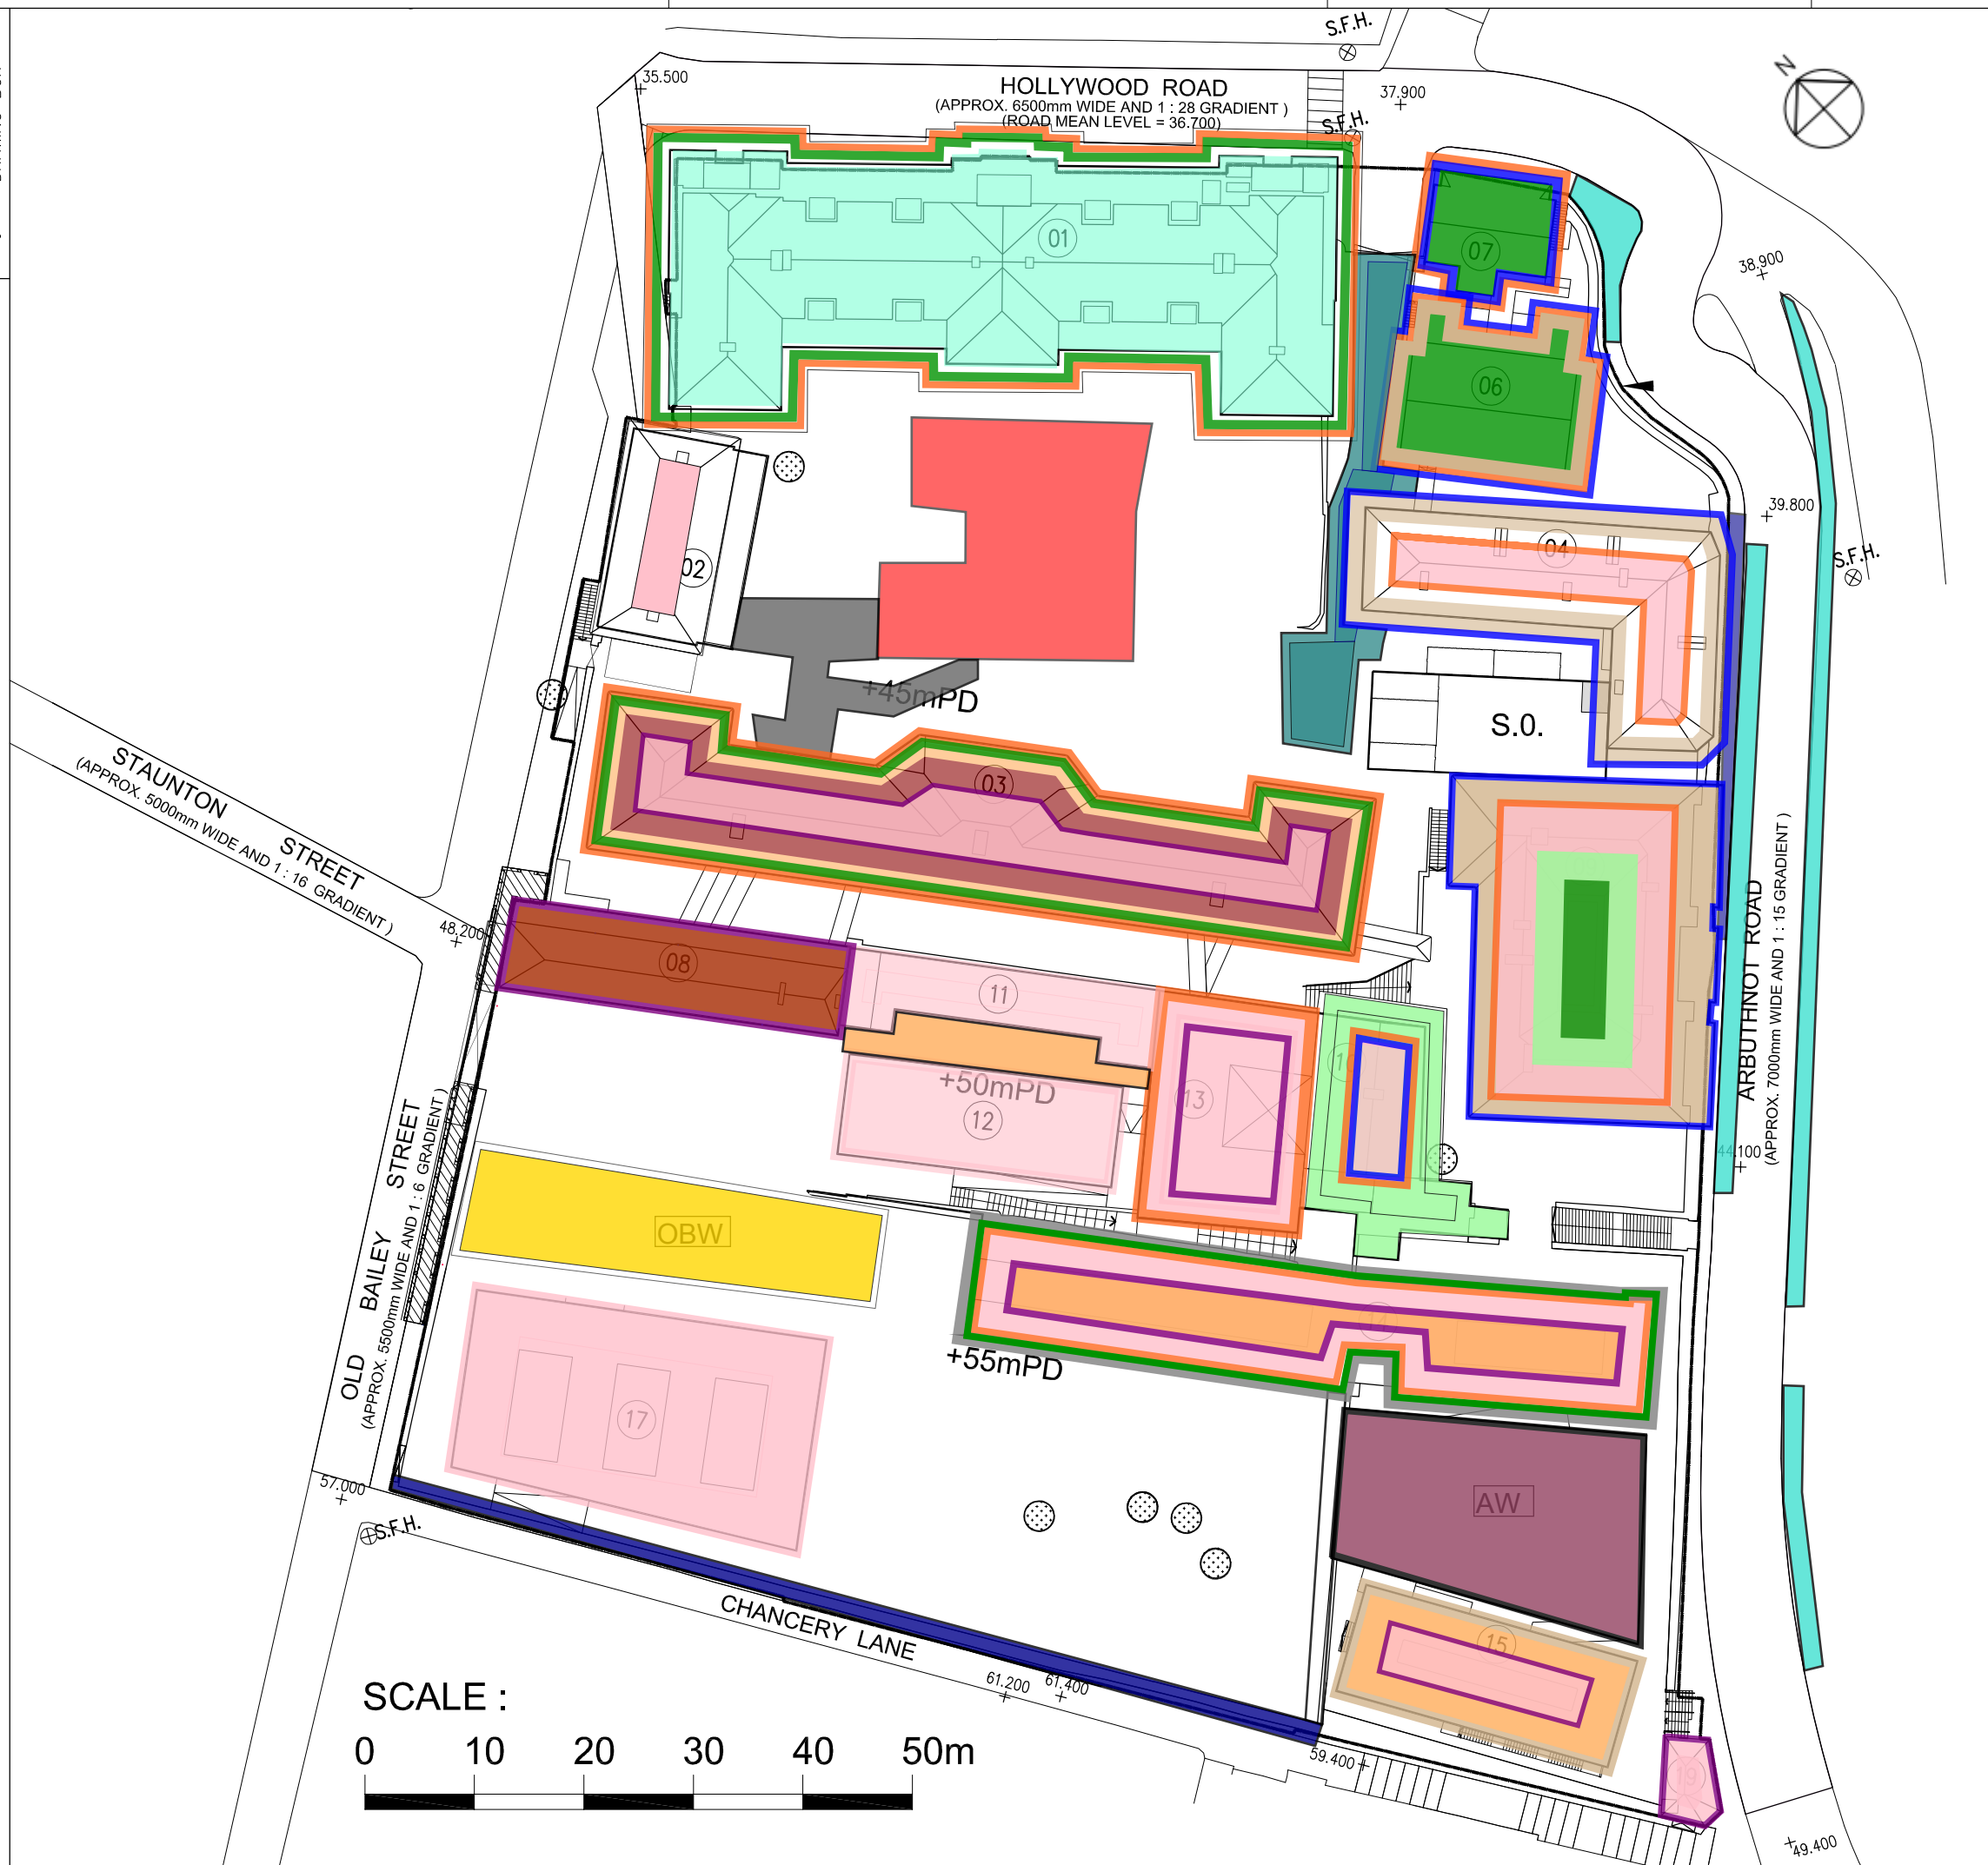 S.F.H.
35.500
HOLLYWOOD ROAD
(APPROX. 6500mm WIDE AND 1 : 28 GRADIENT )
(ROAD MEAN LEVEL = 36.700)
37.900
S.F.H.
N
01
07
38.900
06
02
04
39.800
S.F.H.
+45mPD
S.O.
03
STAUNTON STREET
(APPROX. 5000mm WIDE AND 1 : 16 GRADIENT )
48.200
08
11
+50mPD
12
13
ARBUTHNOT ROAD
(APPROX. 7000mm WIDE AND 1 : 15 GRADIENT )
44.100
OLD BAILEY STREET
(APPROX. 5500mm WIDE AND 1 : 6 GRADIENT )
OBW
14
+55mPD
17
57.000
S.F.H.
AW
15
CHANCERY LANE
61.200
61.400
59.400
19
49.400
SCALE :
0 10 20 30 40 50m